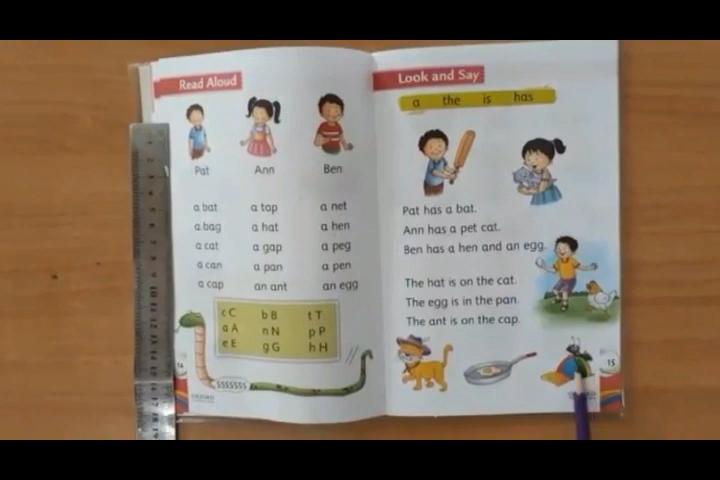 Read Aloud
Pat Ann Ben
a bat a tap a net
a bag a hat a hen
a cat a gap a peg
a can a pan a pen
a cap an ant an egg
cC bB tT
aA nN pP
eE gG hH
sssssss
14
OXFORD
Look and Say
a the is has
Pat has a bat.
Ann has a pet cat.
Ben has a hen and an egg.
The hat is on the cat.
The egg is in the pan.
The ant is on the cap.
15